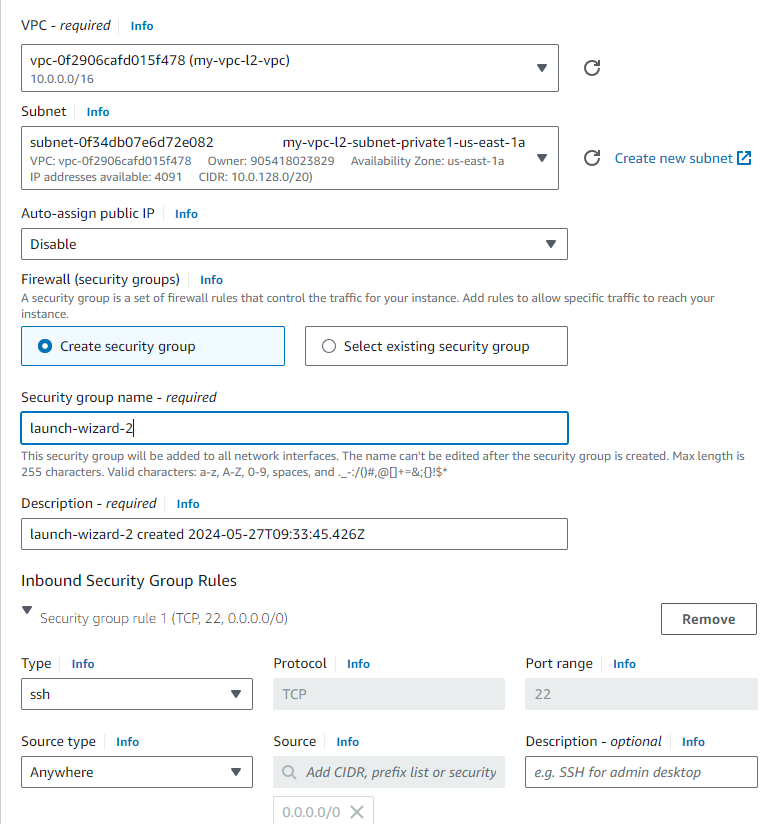 VPC - required Info
vpc-0f2906cafd015f478 (my-vpc-l2-vpc)
10.0.0.0/16
Subnet Info
subnet-0f34db07e6d72e082 my-vpc-l2-subnet-private1-us-east-1a
VPC: vpc-0f2906cafd015f478 Owner: 905418023829 Availability Zone: us-east-1a
IP addresses available: 4091 CIDR: 10.0.128.0/20)
Create new subnet
Auto-assign public IP Info
Disable
Firewall (security groups) Info
A security group is a set of firewall rules that control the traffic for your instance. Add rules to allow specific traffic to reach your
instance.
Create security group Select existing security group
Security group name - required
launch-wizard-2
This security group will be added to all network interfaces. The name can't be edited after the security group is created. Max length is
255 characters. Valid characters: a-z, A-Z, 0-9, spaces, and ._-:/()#,@[]+=&;{}!$*
Description - required Info
launch-wizard-2 created 2024-05-27T09:33:45.426Z
Inbound Security Group Rules
Security group rule 1 (TCP, 22, 0.0.0.0/0) Remove
Type Info Protocol Info Port range Info
ssh TCP 22
Source type Info Source Info Description - optional Info
Anywhere Add CIDR, prefix list or security e.g. SSH for admin desktop
0.0.0.0/0